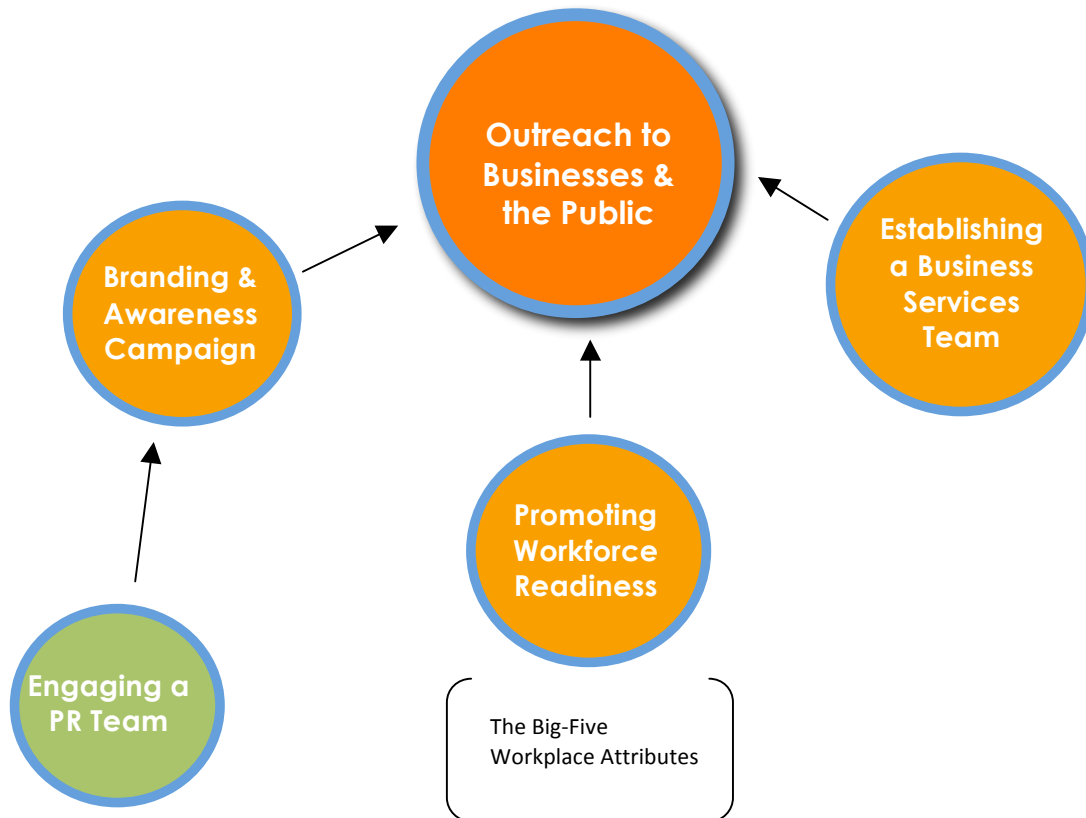 Outreach to
Businesses &
the Public
Establishing
a Business
Services
Team
Branding &
Awareness
Campaign
Promoting
Workforce
Readiness
Engaging a
PR Team
The Big-Five
Workplace Attributes